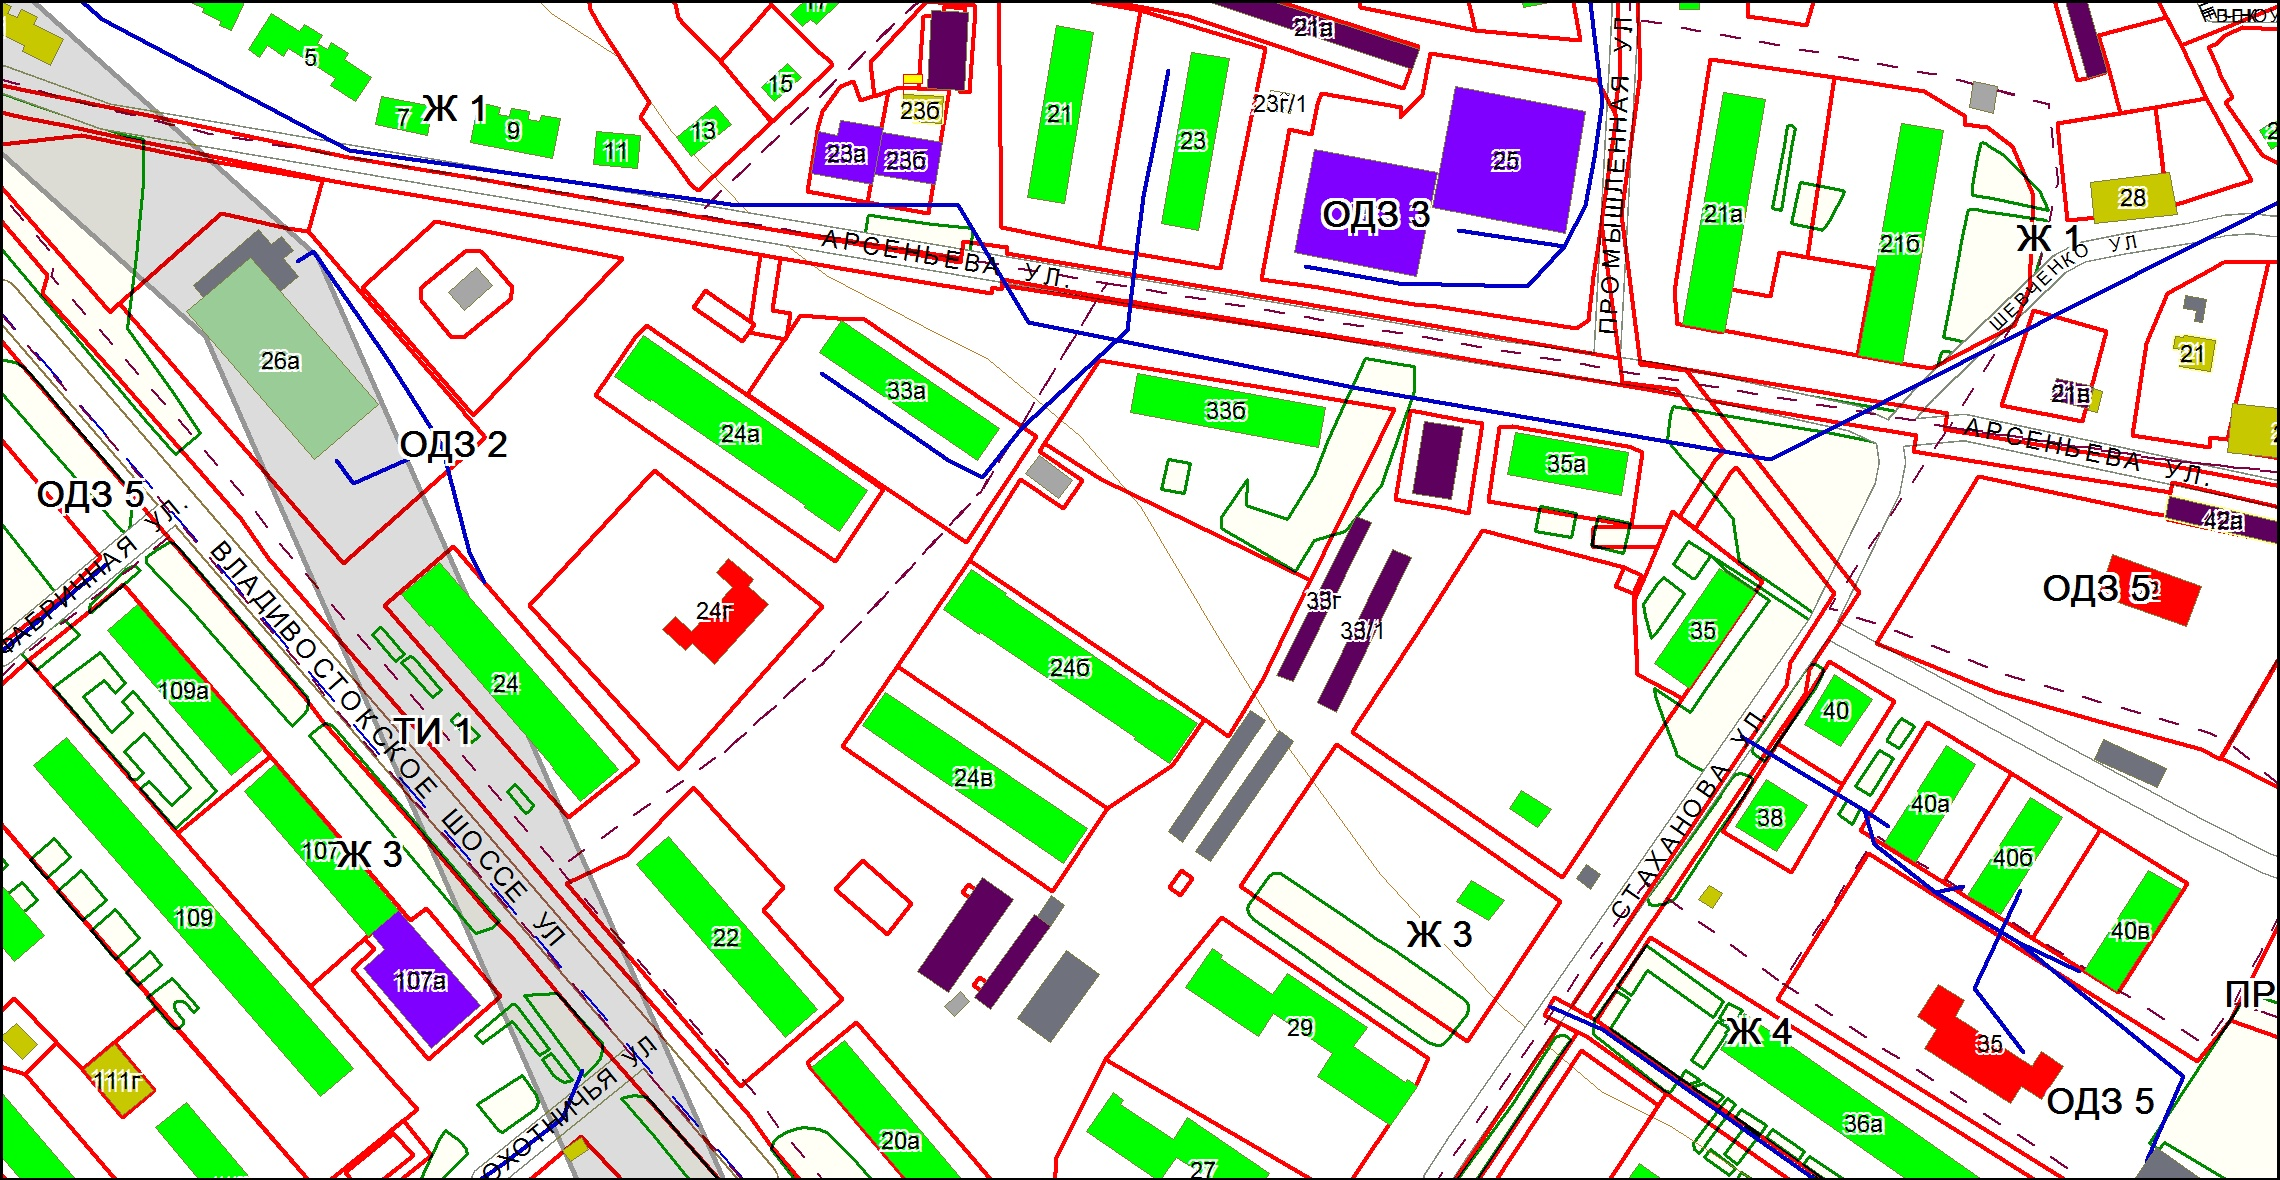 17
5
Ж 1
7
9
11
13
15
23б
23а
23б
21
23
21а
23г/1
25
ОДЗ 3
ПРОМЫШЛЕННАЯ УЛ.
21а
21б
28
Ж 1
ШЕВЧЕНКО УЛ
21
21в
АРСЕНЬЕВА УЛ.
АРСЕНЬЕВА УЛ.
42а
26а
ОДЗ 2
ОДЗ 5
24а
33а
33б
35а
ФАБРИЧНАЯ УЛ.
ВЛАДИВОСТОКСКОЕ ШОССЕ УЛ
24г
33г
33/1
35
ОДЗ 5
109а
24
24б
ТИ 1
24в
40
38
40а
40б
40в
СТАХАНОВА УЛ
107
Ж 3
109
22
Ж 3
107а
29
ПР
Ж 4
35
ОДЗ 5
111г
ОХОТНИЧЬЯ УЛ
20а
27
36а